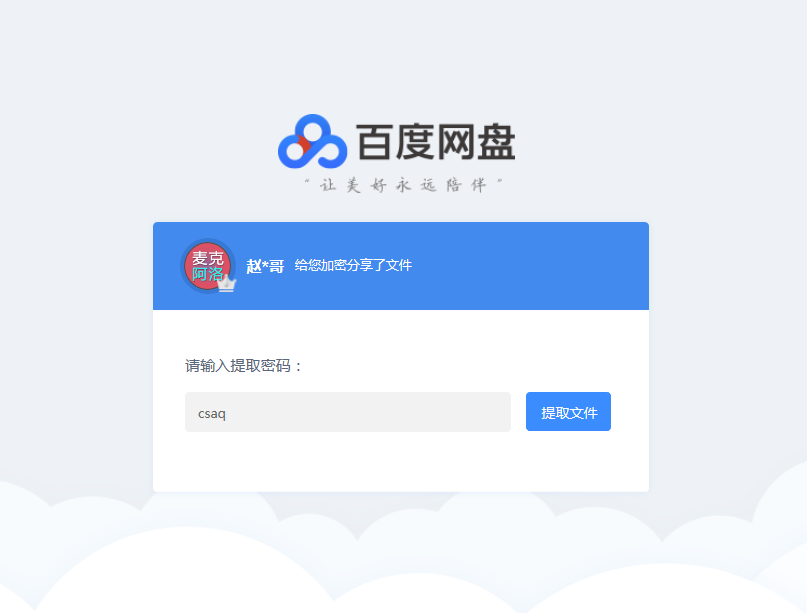 百度网盘
“让美好永远陪伴”
麦克
阿洛
赵*哥 给您加密分享了文件
请输入提取密码：
csaq 提取文件